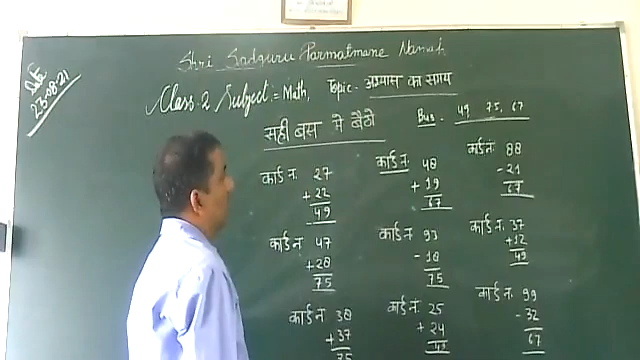 Shri Sadguru Parmatmane Namah
Date
23-08-21
Class-2 Subject:= Math, Topic- अभ्यास का समय
सही बस मे बैठो Bus- 49 75, 67
कार्ड न. 27
+ 22
49
कार्ड न. 48
+ 19
67
कार्ड नं 88
- 21
67
कार्ड न. 47
+ 28
75
कार्ड न. 93
- 18
75
कार्ड न. 37
+ 12
49
कार्ड न 38
+ 37
75
कार्ड नं 25
+ 24
49
कार्ड न. 99
- 32
67